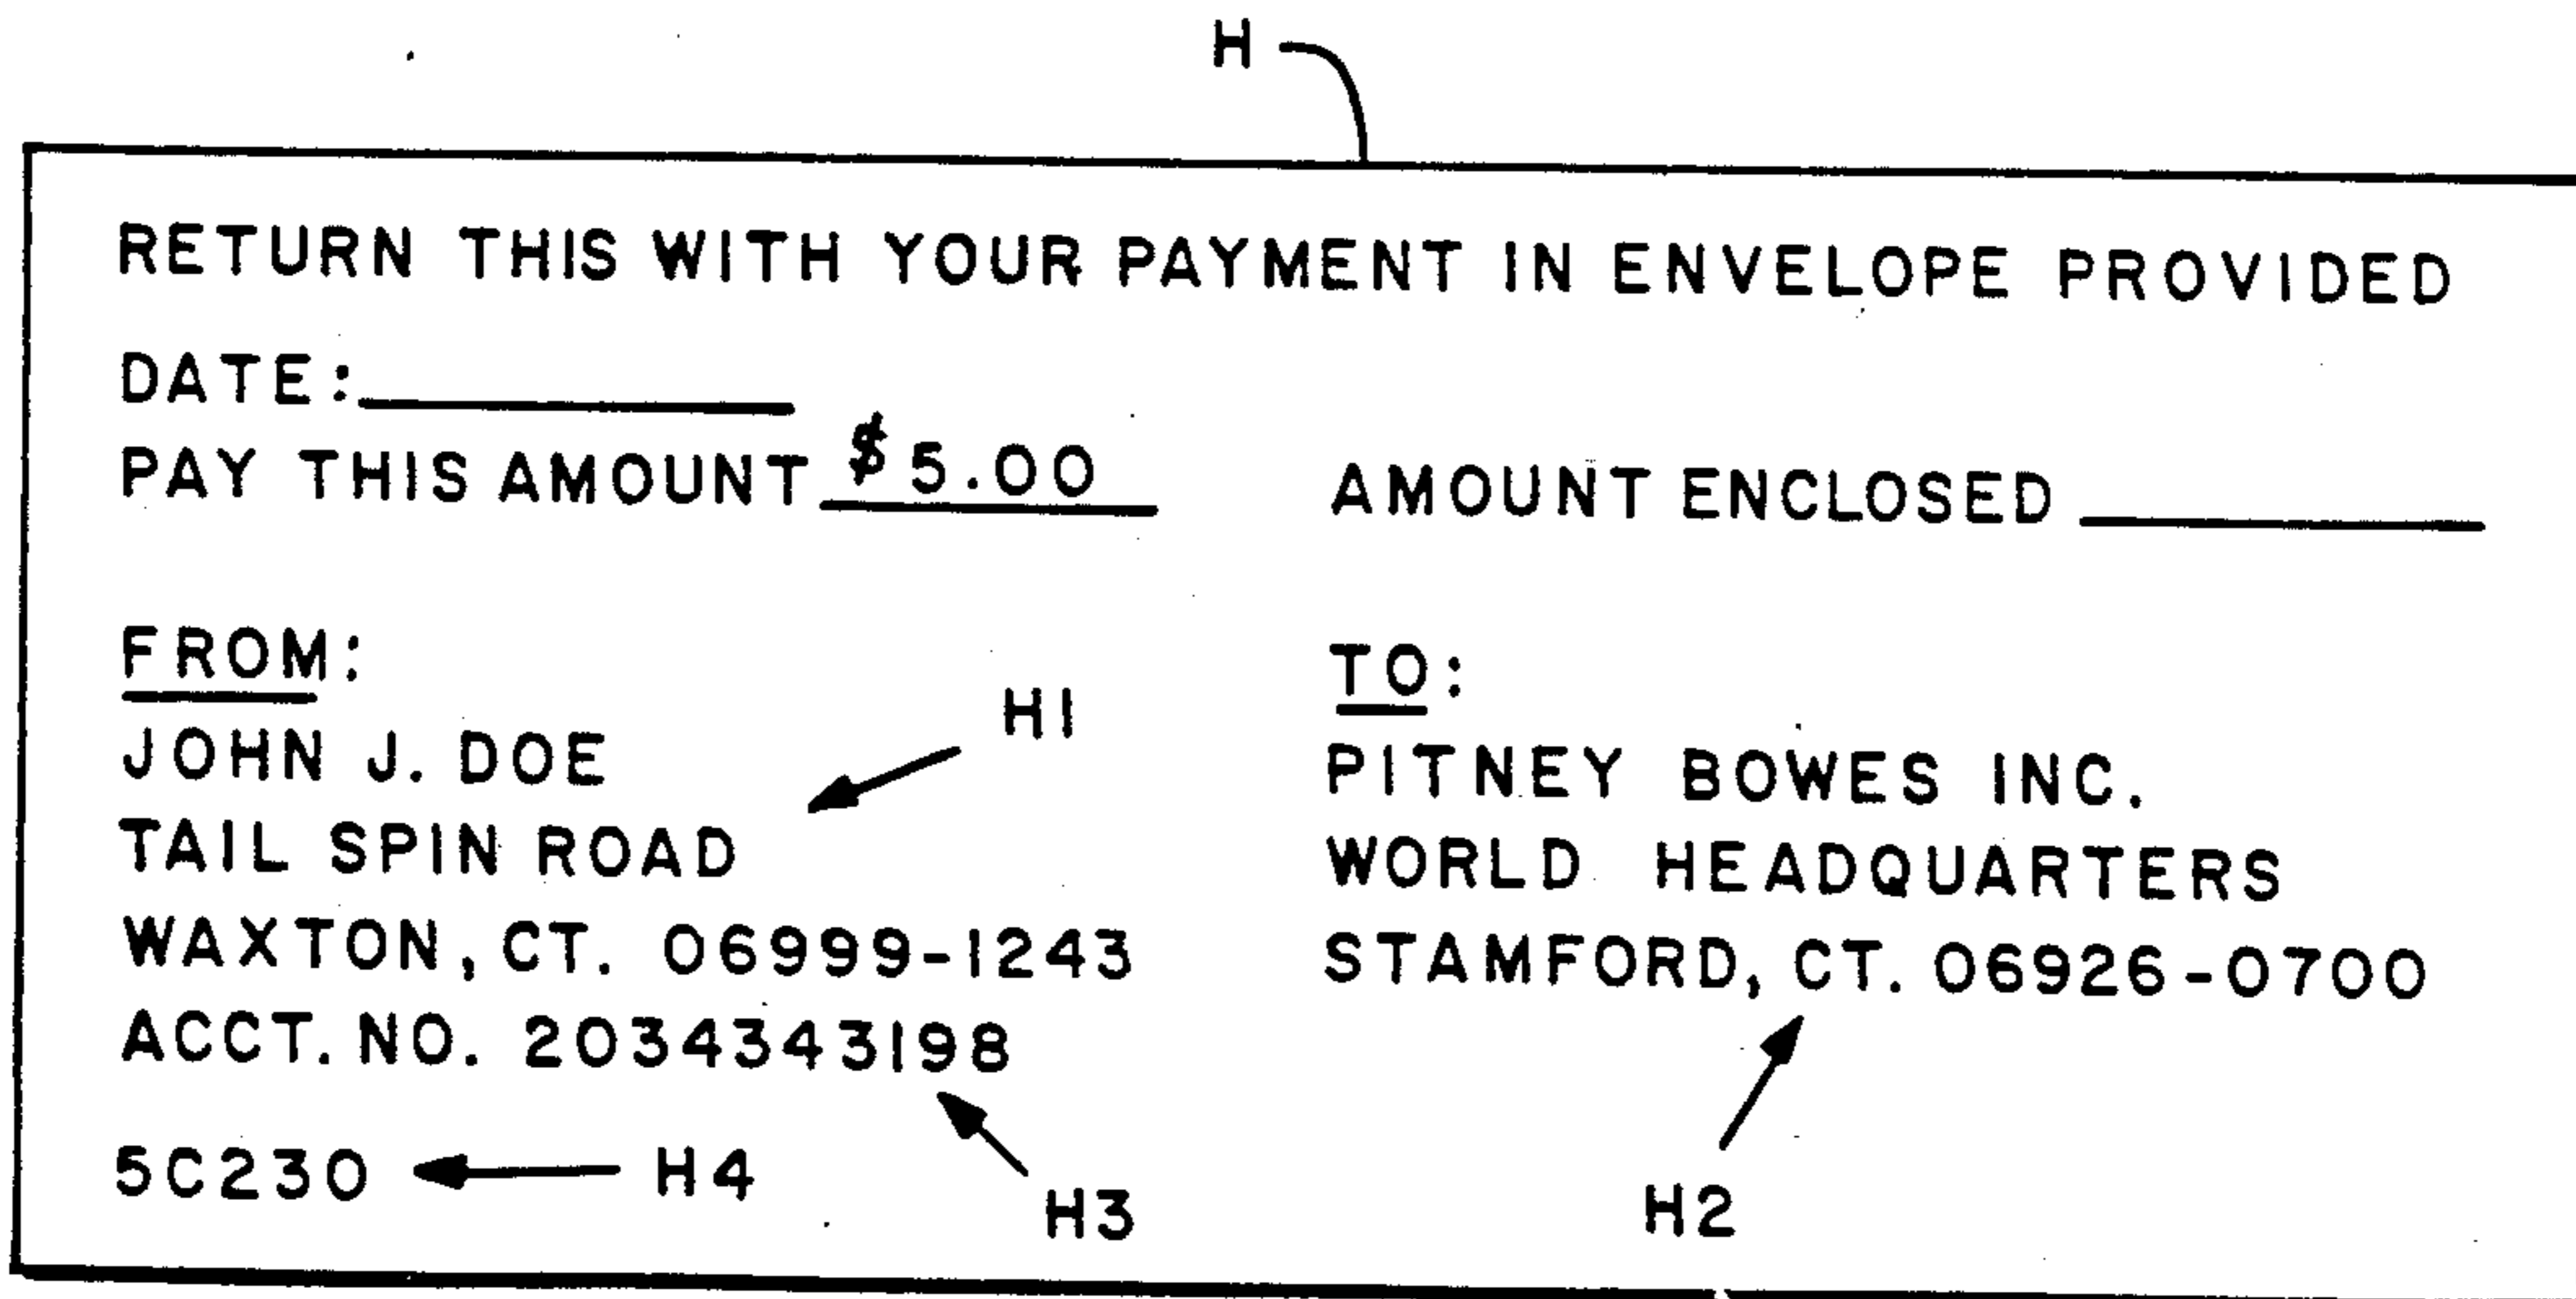 H
RETURN THIS WITH YOUR PAYMENT IN ENVELOPE PROVIDED
DATE:
PAY THIS AMOUNT $5.00 AMOUNT ENCLOSED
FROM:
H1
JOHN J. DOE
TAIL SPIN ROAD
WAXTON, CT. 06999-1243
ACCT. NO. 2034343198
5C230
H4
H3
TO:
PITNEY BOWES INC.
WORLD HEADQUARTERS
STAMFORD, CT. 06926-0700
H2